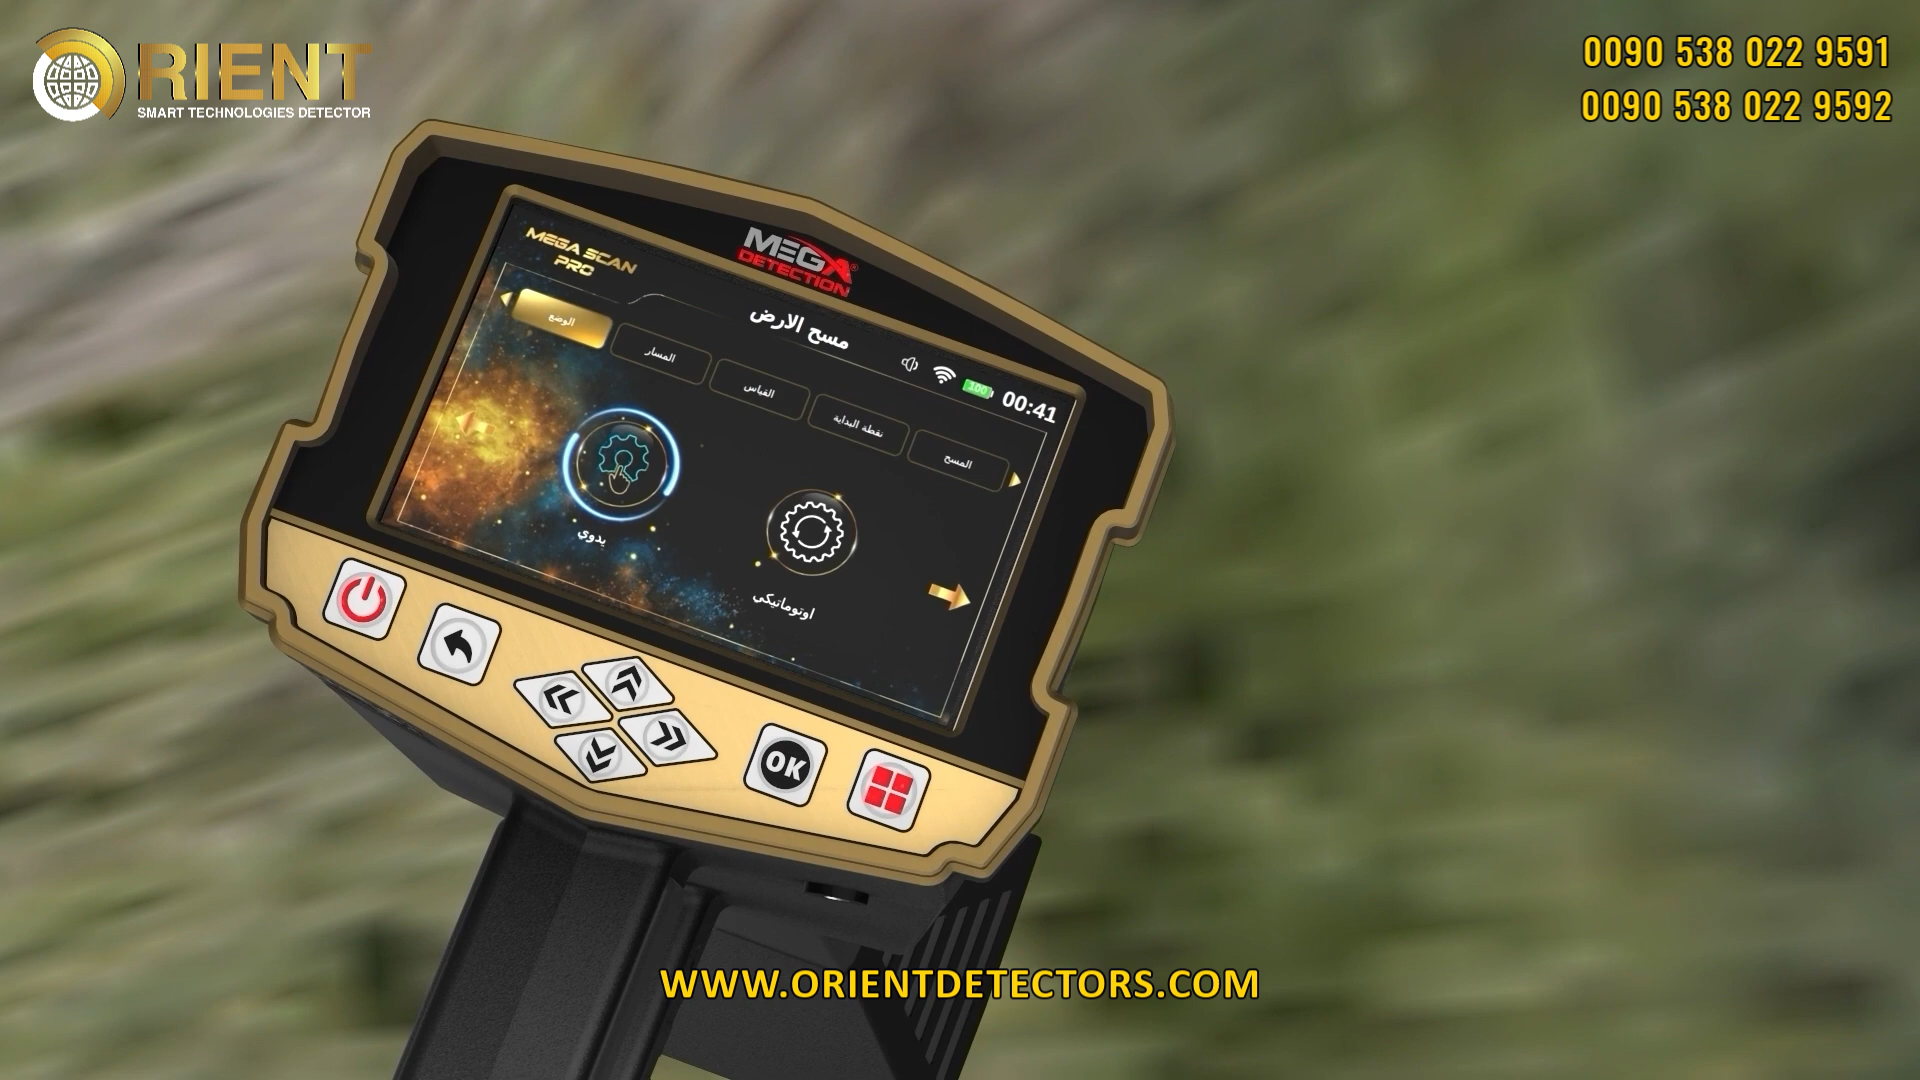 ORIENT
SMART TECHNOLOGIES DETECTOR
0090 538 022 9591
0090 538 022 9592
MEGA
DETECTION
MEGA SCAN
PRO
مسح الارض
100
00:41
الوضع
المسار
القياس
نقطة البداية
المسح
يدوي
اوتوماتيكي
OK
WWW.ORIENTDETECTORS.COM